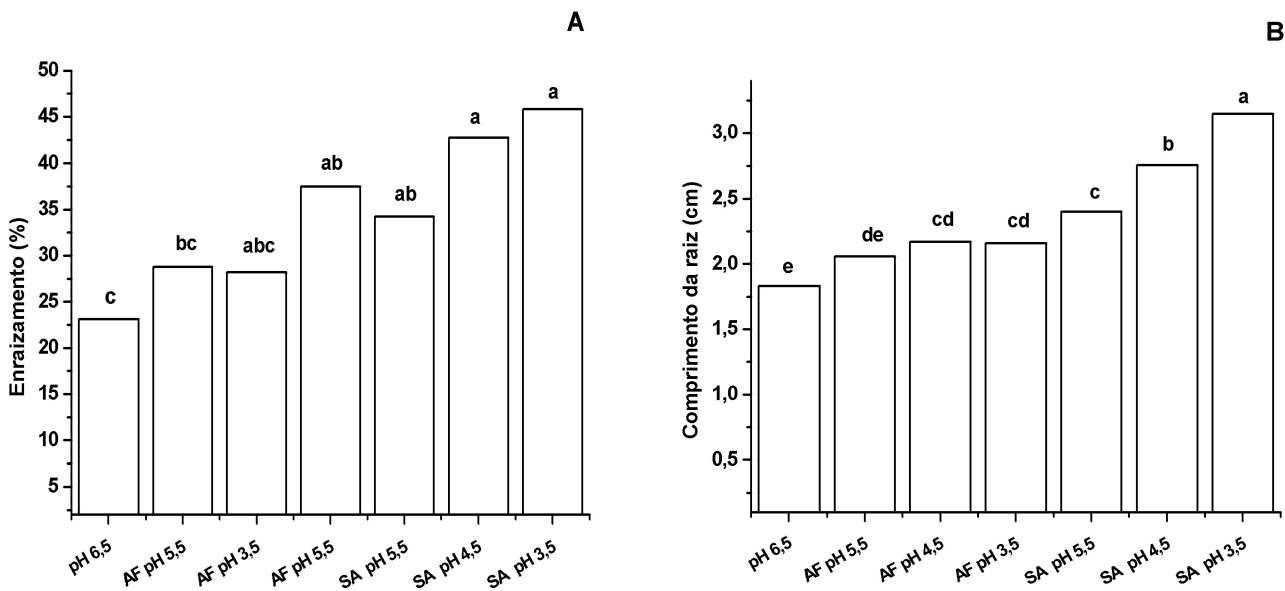 A
Enraizamento (%)
50
45
40
35
30
25
20
15
10
5
c
bc
abc
ab
ab
a
a
pH 6,5
AF pH 5,5
AF pH 3,5
AF pH 5,5
SA pH 5,5
SA pH 4,5
SA pH 3,5
B
Comprimento da raiz (cm)
3,0
2,5
2,0
1,5
1,0
0,5
e
de
cd
cd
c
b
a
pH 6,5
AF pH 5,5
AF pH 4,5
AF pH 3,5
SA pH 5,5
SA pH 4,5
SA pH 3,5